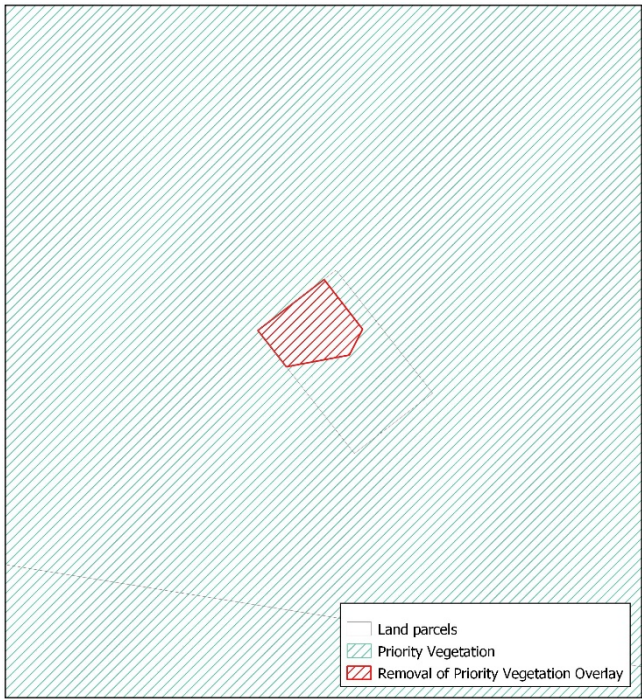 Land parcels
Priority Vegetation
Removal of Priority Vegetation Overlay